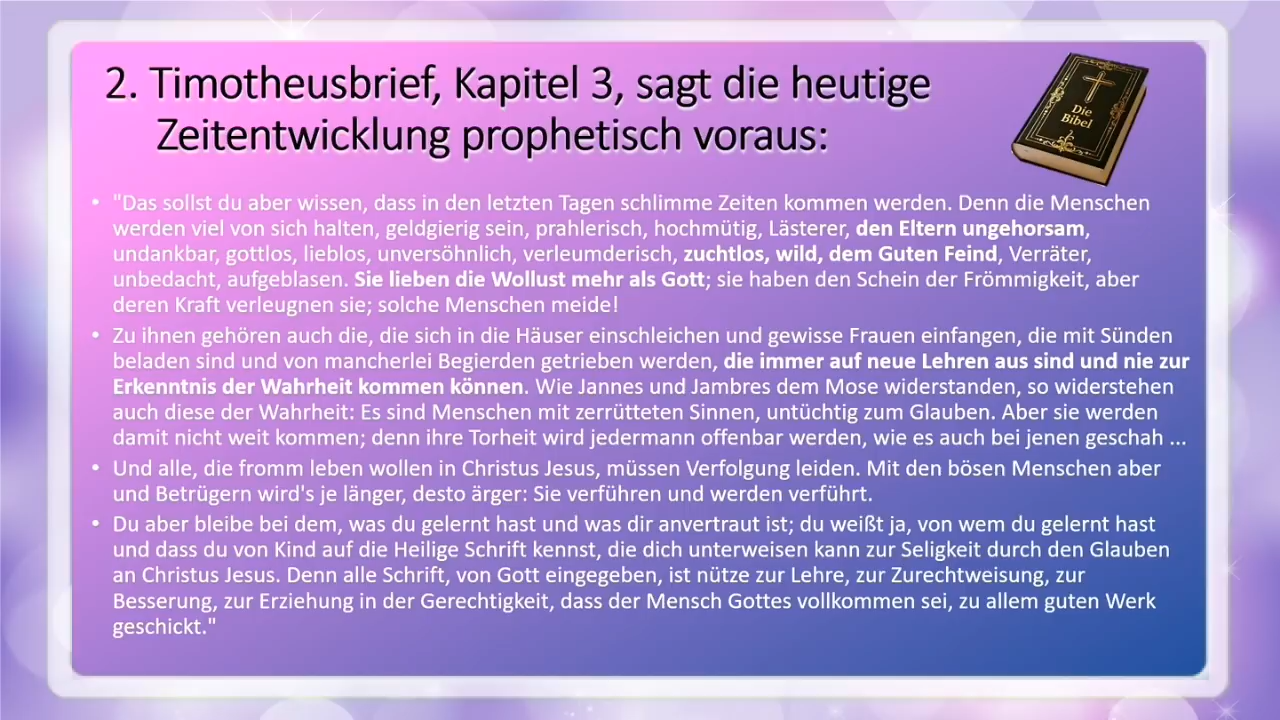 2. Timotheusbrief, Kapitel 3, sagt die heutige
Zeitentwicklung prophetisch voraus:
Die
Bibel
• "Das sollst du aber wissen, dass in den letzten Tagen schlimme Zeiten kommen werden. Denn die Menschen
werden viel von sich halten, geldgierig sein, prahlerisch, hochmütig, Lästerer, den Eltern ungehorsam,
undankbar, gottlos, lieblos, unversöhnlich, verleumderisch, zuchtlos, wild, dem Guten Feind, Verräter,
unbedacht, aufgeblasen. Sie lieben die Wollust mehr als Gott; sie haben den Schein der Frömmigkeit, aber
deren Kraft verleugnen sie; solche Menschen meide!
• Zu ihnen gehören auch die, die sich in die Häuser einschleichen und gewisse Frauen einfangen, die mit Sünden
beladen sind und von mancherlei Begierden getrieben werden, die immer auf neue Lehren aus sind und nie zur
Erkenntnis der Wahrheit kommen können. Wie Jannes und Jambres dem Mose widerstanden, so widerstehen
auch diese der Wahrheit: Es sind Menschen mit zerrütteten Sinnen, untüchtig zum Glauben. Aber sie werden
damit nicht weit kommen; denn ihre Torheit wird jedermann offenbar werden, wie es auch bei jenen geschah ...
• Und alle, die fromm leben wollen in Christus Jesus, müssen Verfolgung leiden. Mit den bösen Menschen aber
und Betrügern wird's je länger, desto ärger: Sie verführen und werden verführt.
• Du aber bleibe bei dem, was du gelernt hast und was dir anvertraut ist; du weißt ja, von wem du gelernt hast
und dass du von Kind auf die Heilige Schrift kennst, die dich unterweisen kann zur Seligkeit durch den Glauben
an Christus Jesus. Denn alle Schrift, von Gott eingegeben, ist nütze zur Lehre, zur Zurechtweisung, zur
Besserung, zur Erziehung in der Gerechtigkeit, dass der Mensch Gottes vollkommen sei, zu allem guten Werk
geschickt."